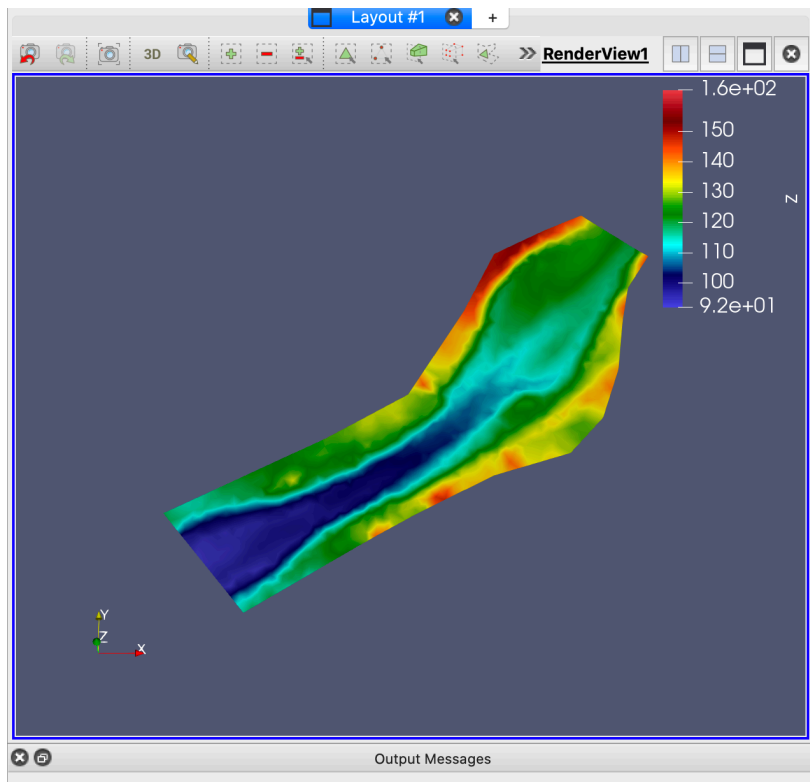 Layout #1
+
3D
RenderView1
1.6e+02
150
140
130
120
110
100
9.2e+01
Z
Y
Z
X
Output Messages